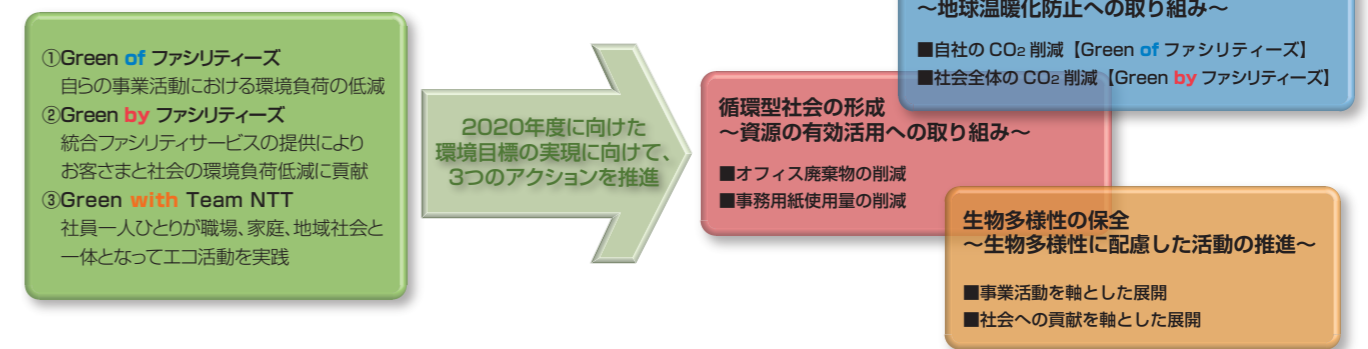 ①Green of ファシリティーズ
自らの事業活動における環境負荷の低減
②Green by ファシリティーズ
統合ファシリティサービスの提供により
お客さまと社会の環境負荷低減に貢献
③Green with Team NTT
社員一人ひとりが職場、家庭、地域社会と
一体となってエコ活動を実践
2020年度に向けた
環境目標の実現に向けて、
3つのアクションを推進
～地球温暖化防止への取り組み～
■自社の CO2 削減【Green of ファシリティーズ】
■社会全体の CO2 削減【Green by ファシリティーズ】
循環型社会の形成
～資源の有効活用への取り組み～
■オフィス廃棄物の削減
■事務用紙使用量の削減
生物多様性の保全
～生物多様性に配慮した活動の推進～
■事業活動を軸とした展開
■社会への貢献を軸とした展開